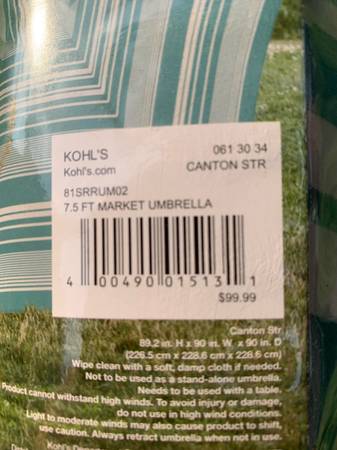 KOHL'S 061 30 34
Kohl's.com CANTON STR
81SRRUM02
7.5 FT MARKET UMBRELLA
4 00490 01513 1
$99.99
Canton Str
89.2 in. H x 90 in. W x 90 in. D
(226.5 cm x 228.6 cm x 228.6 cm)
Wipe clean with a soft, damp cloth if needed.
Not to be used as a stand-alone umbrella.
Needs to be used with a table.
Product cannot withstand high winds. To avoid injury or damage,
do not use in high wind conditions.
Light to moderate winds may also cause product to shift,
use caution. Always retract umbrella when not in use.
Kohl's